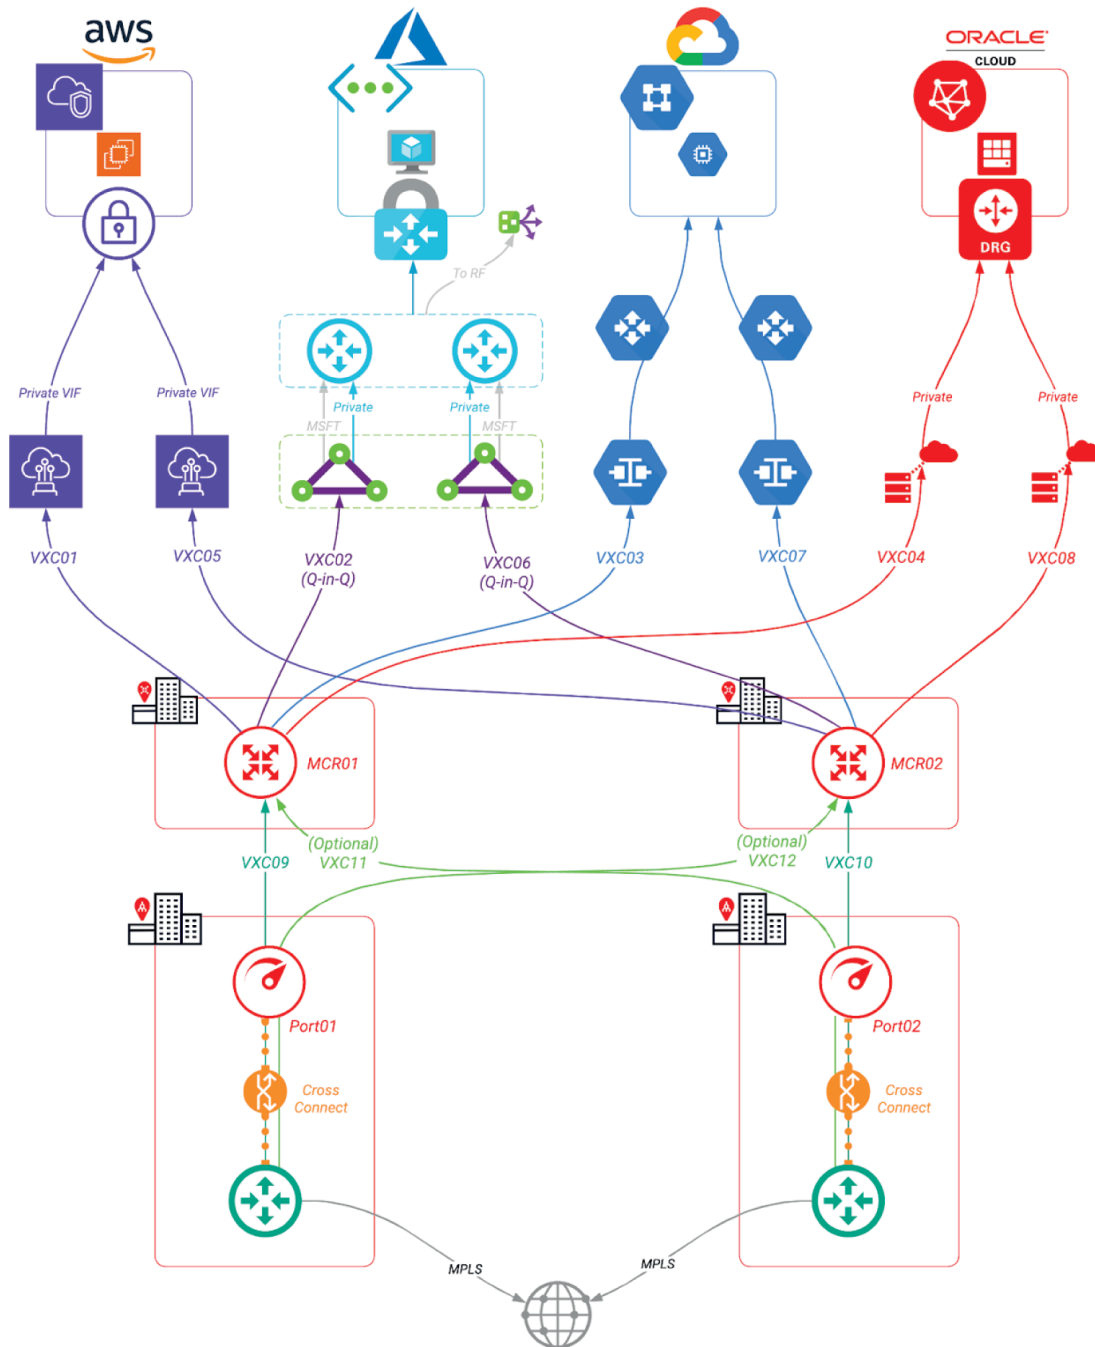 aws
ORACLE
CLOUD
DRG
To RF
Private VIF
Private VIF
MSFT
Private
Private
MSFT
Private
Private
VXC01
VXC05
VXC02
(Q-in-Q)
VXC06
(Q-in-Q)
VXC03
VXC07
VXC04
VXC08
MCR01
MCR02
(Optional)
VXC11
(Optional)
VXC12
VXC09
VXC10
Port01
Port02
Cross
Connect
Cross
Connect
MPLS
MPLS